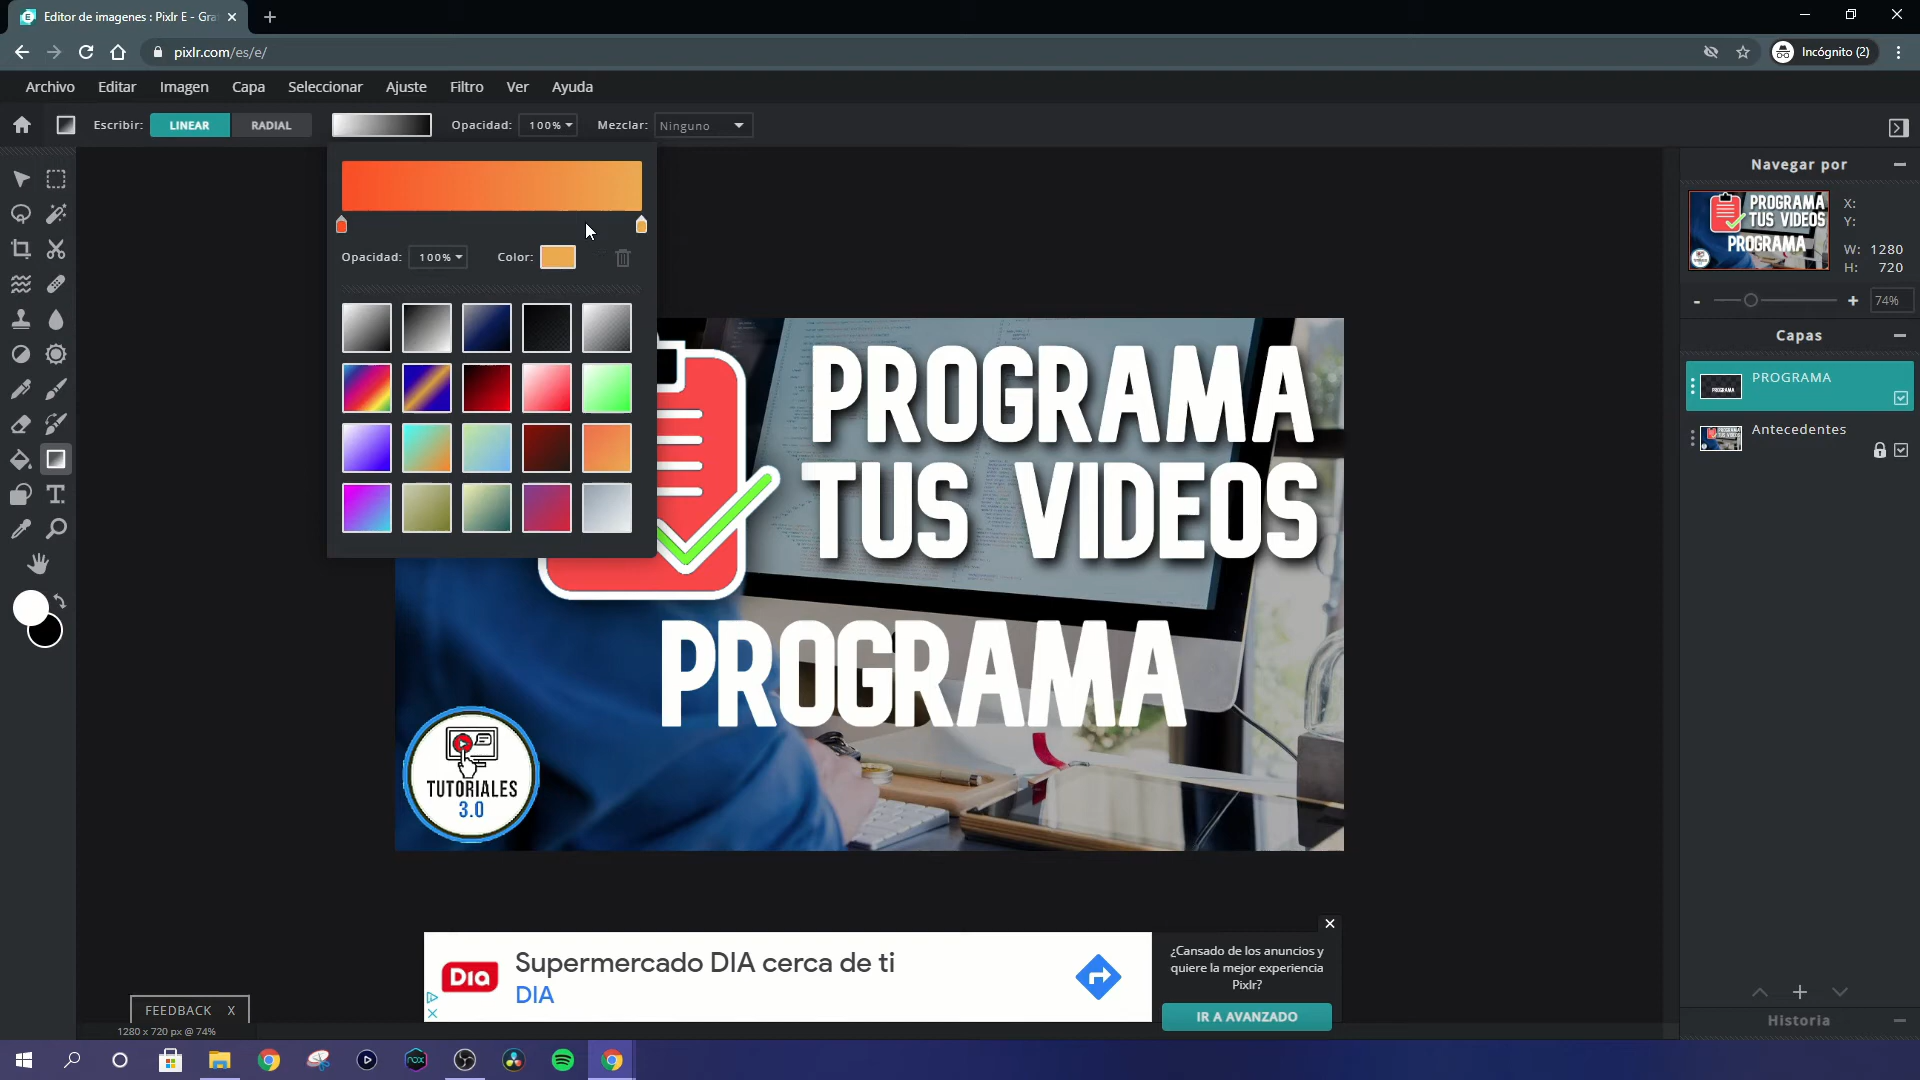 Editor de imagenes : Pixlr E - Gra
pixlr.com/es/e/
Incógnito (2)
Archivo Editar Imagen Capa Seleccionar Ajuste Filtro Ver Ayuda
Escribir: LINEAR RADIAL Opacidad: 100% Mezclar: Ninguno
Navegar por
PROGRAMA
TUS VIDEOS
PROGRAMA
X:
Y:
W: 1280
H: 720
Opacidad: 100% Color:
- + 74%
Capas
PROGRAMA
Antecedentes
PROGRAMA
TUS VIDEOS
PROGRAMA
TUTORIALES
3.0
Dia
Supermercado DIA cerca de ti
DIA
¿Cansado de los anuncios y
quiere la mejor experiencia
Pixlr?
IR A AVANZADO
FEEDBACK X
1280 x 720 px @ 74%
Historia
nox